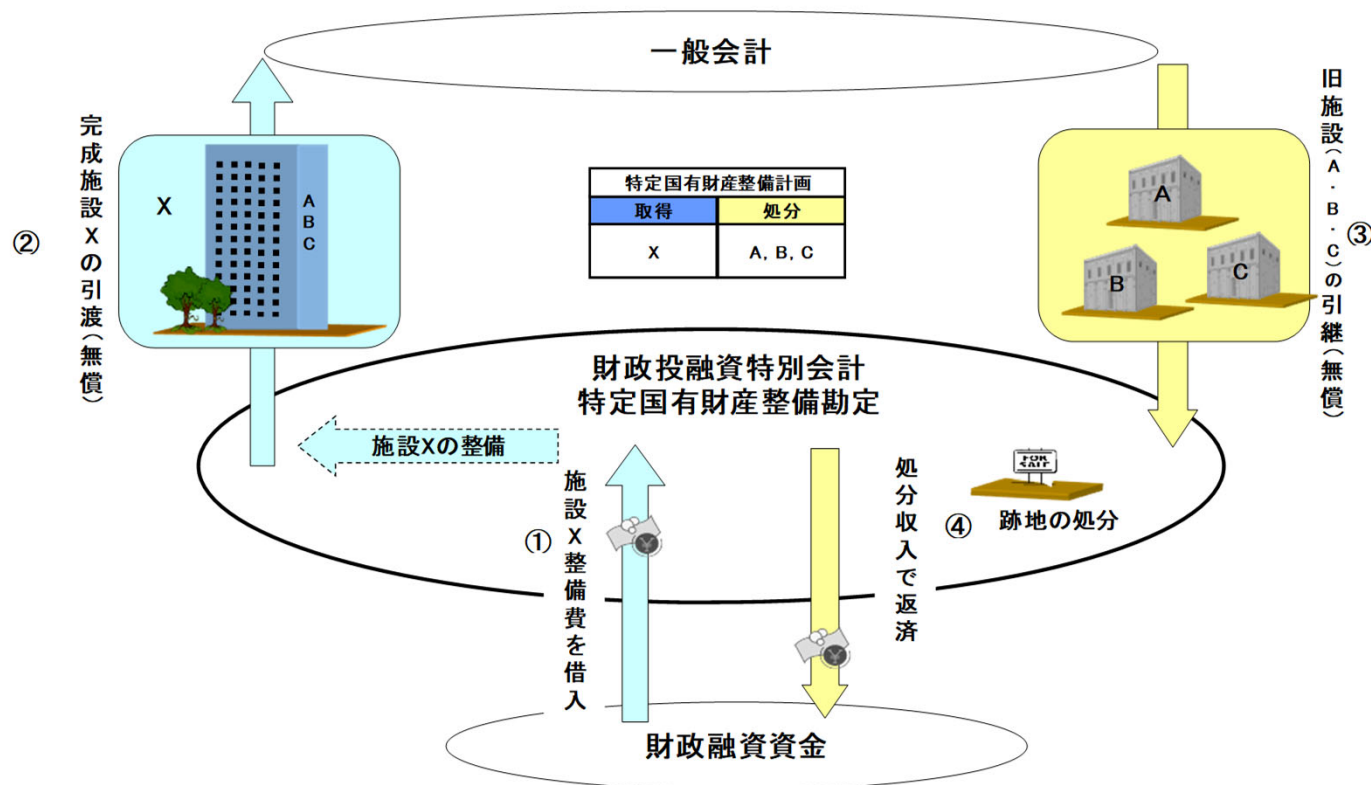 一般会計
②
完成施設Xの引渡(無償)
X
A
B
C
特定国有財産整備計画
取得
処分
X
A, B, C
A
B
C
③
旧施設(A・B・C)の引継(無償)
財政投融資特別会計
特定国有財産整備勘定
施設Xの整備
①
施設X整備費を借入
処分収入で返済
④
FOR
SALE
跡地の処分
財政融資資金